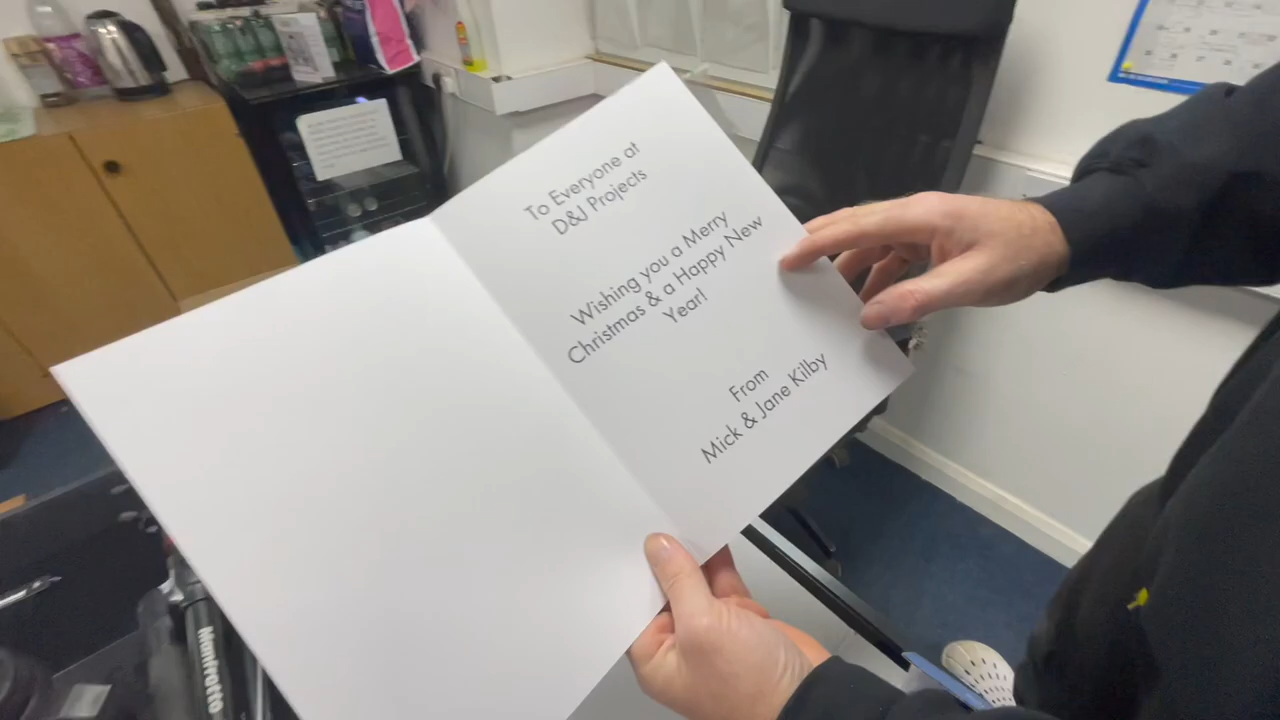 To Everyone at
D&J Projects
Wishing you a Merry
Christmas & a Happy New
Year!
From
Mick & Jane Kilby
Manfrotto